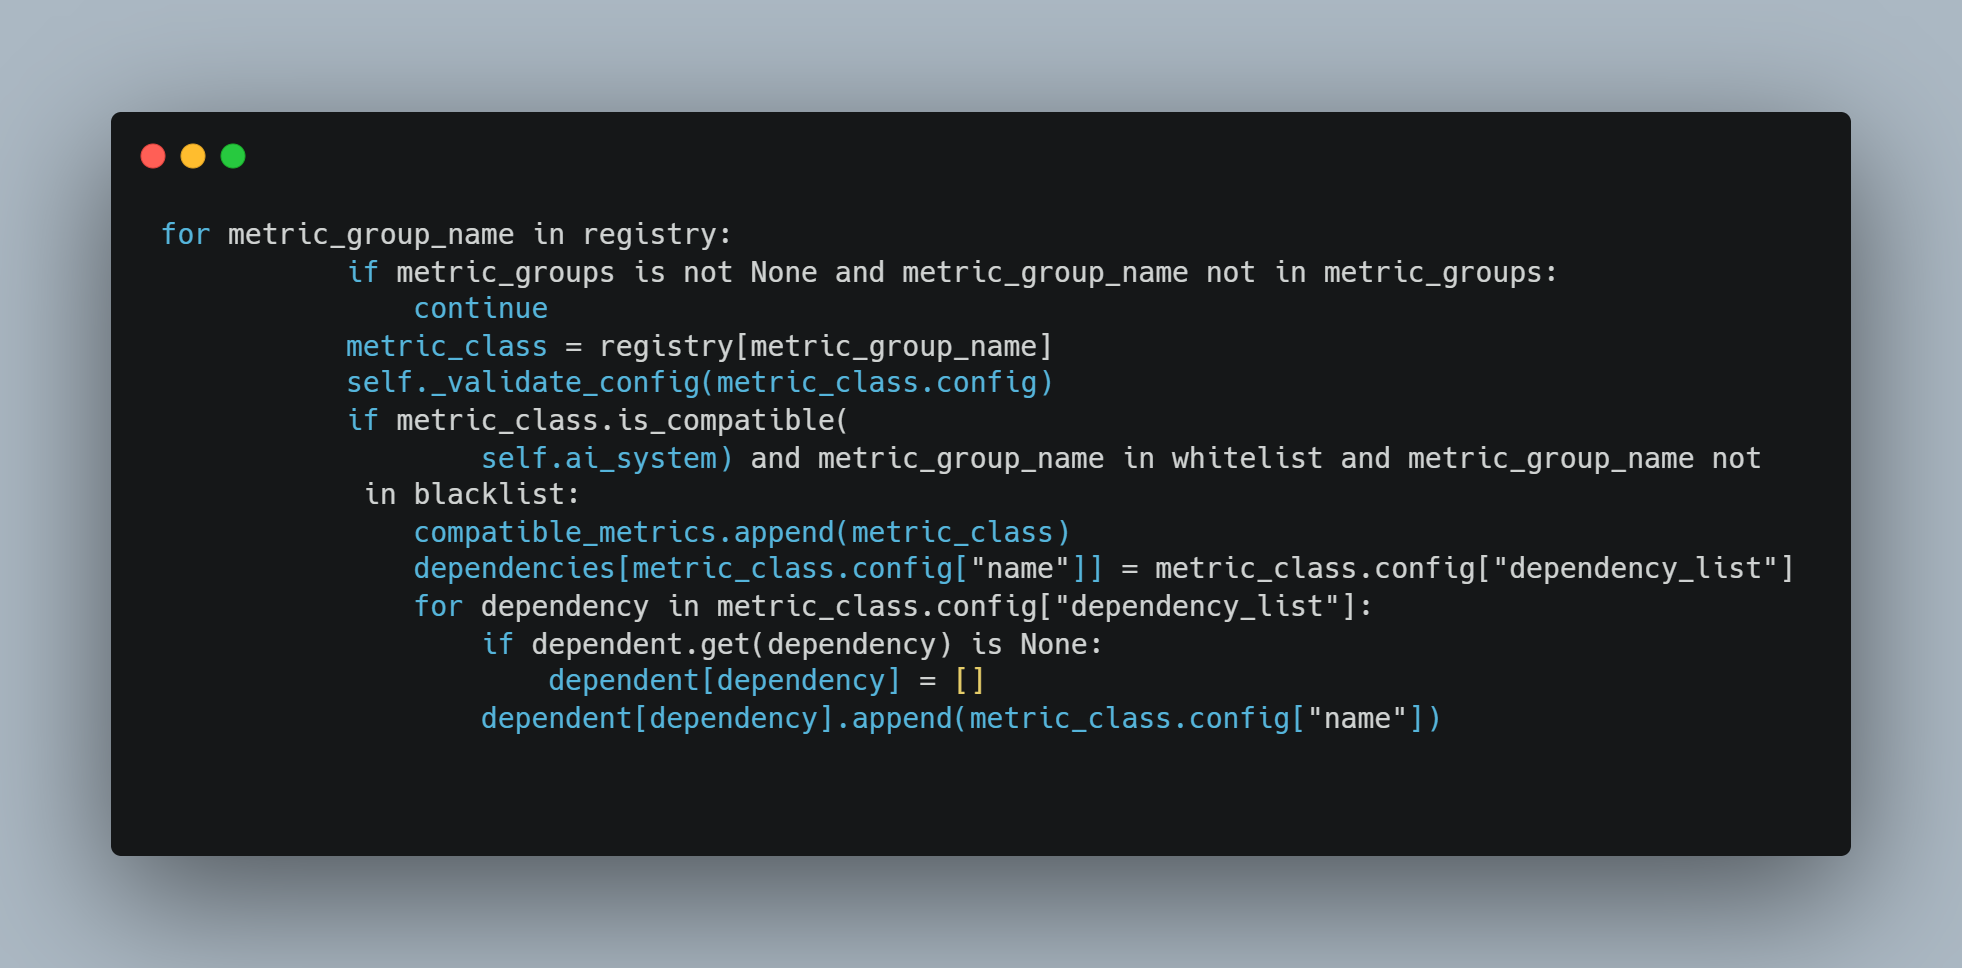 for metric_group_name in registry:
           if metric_groups is not None and metric_group_name not in metric_groups:
               continue
           metric_class = registry[metric_group_name]
           self._validate_config(metric_class.config)
           if metric_class.is_compatible(
                   self.ai_system) and metric_group_name in whitelist and metric_group_name not
            in blacklist:
               compatible_metrics.append(metric_class)
               dependencies[metric_class.config["name"]] = metric_class.config["dependency_list"]
               for dependency in metric_class.config["dependency_list"]:
                   if dependent.get(dependency) is None:
                       dependent[dependency] = []
                   dependent[dependency].append(metric_class.config["name"])